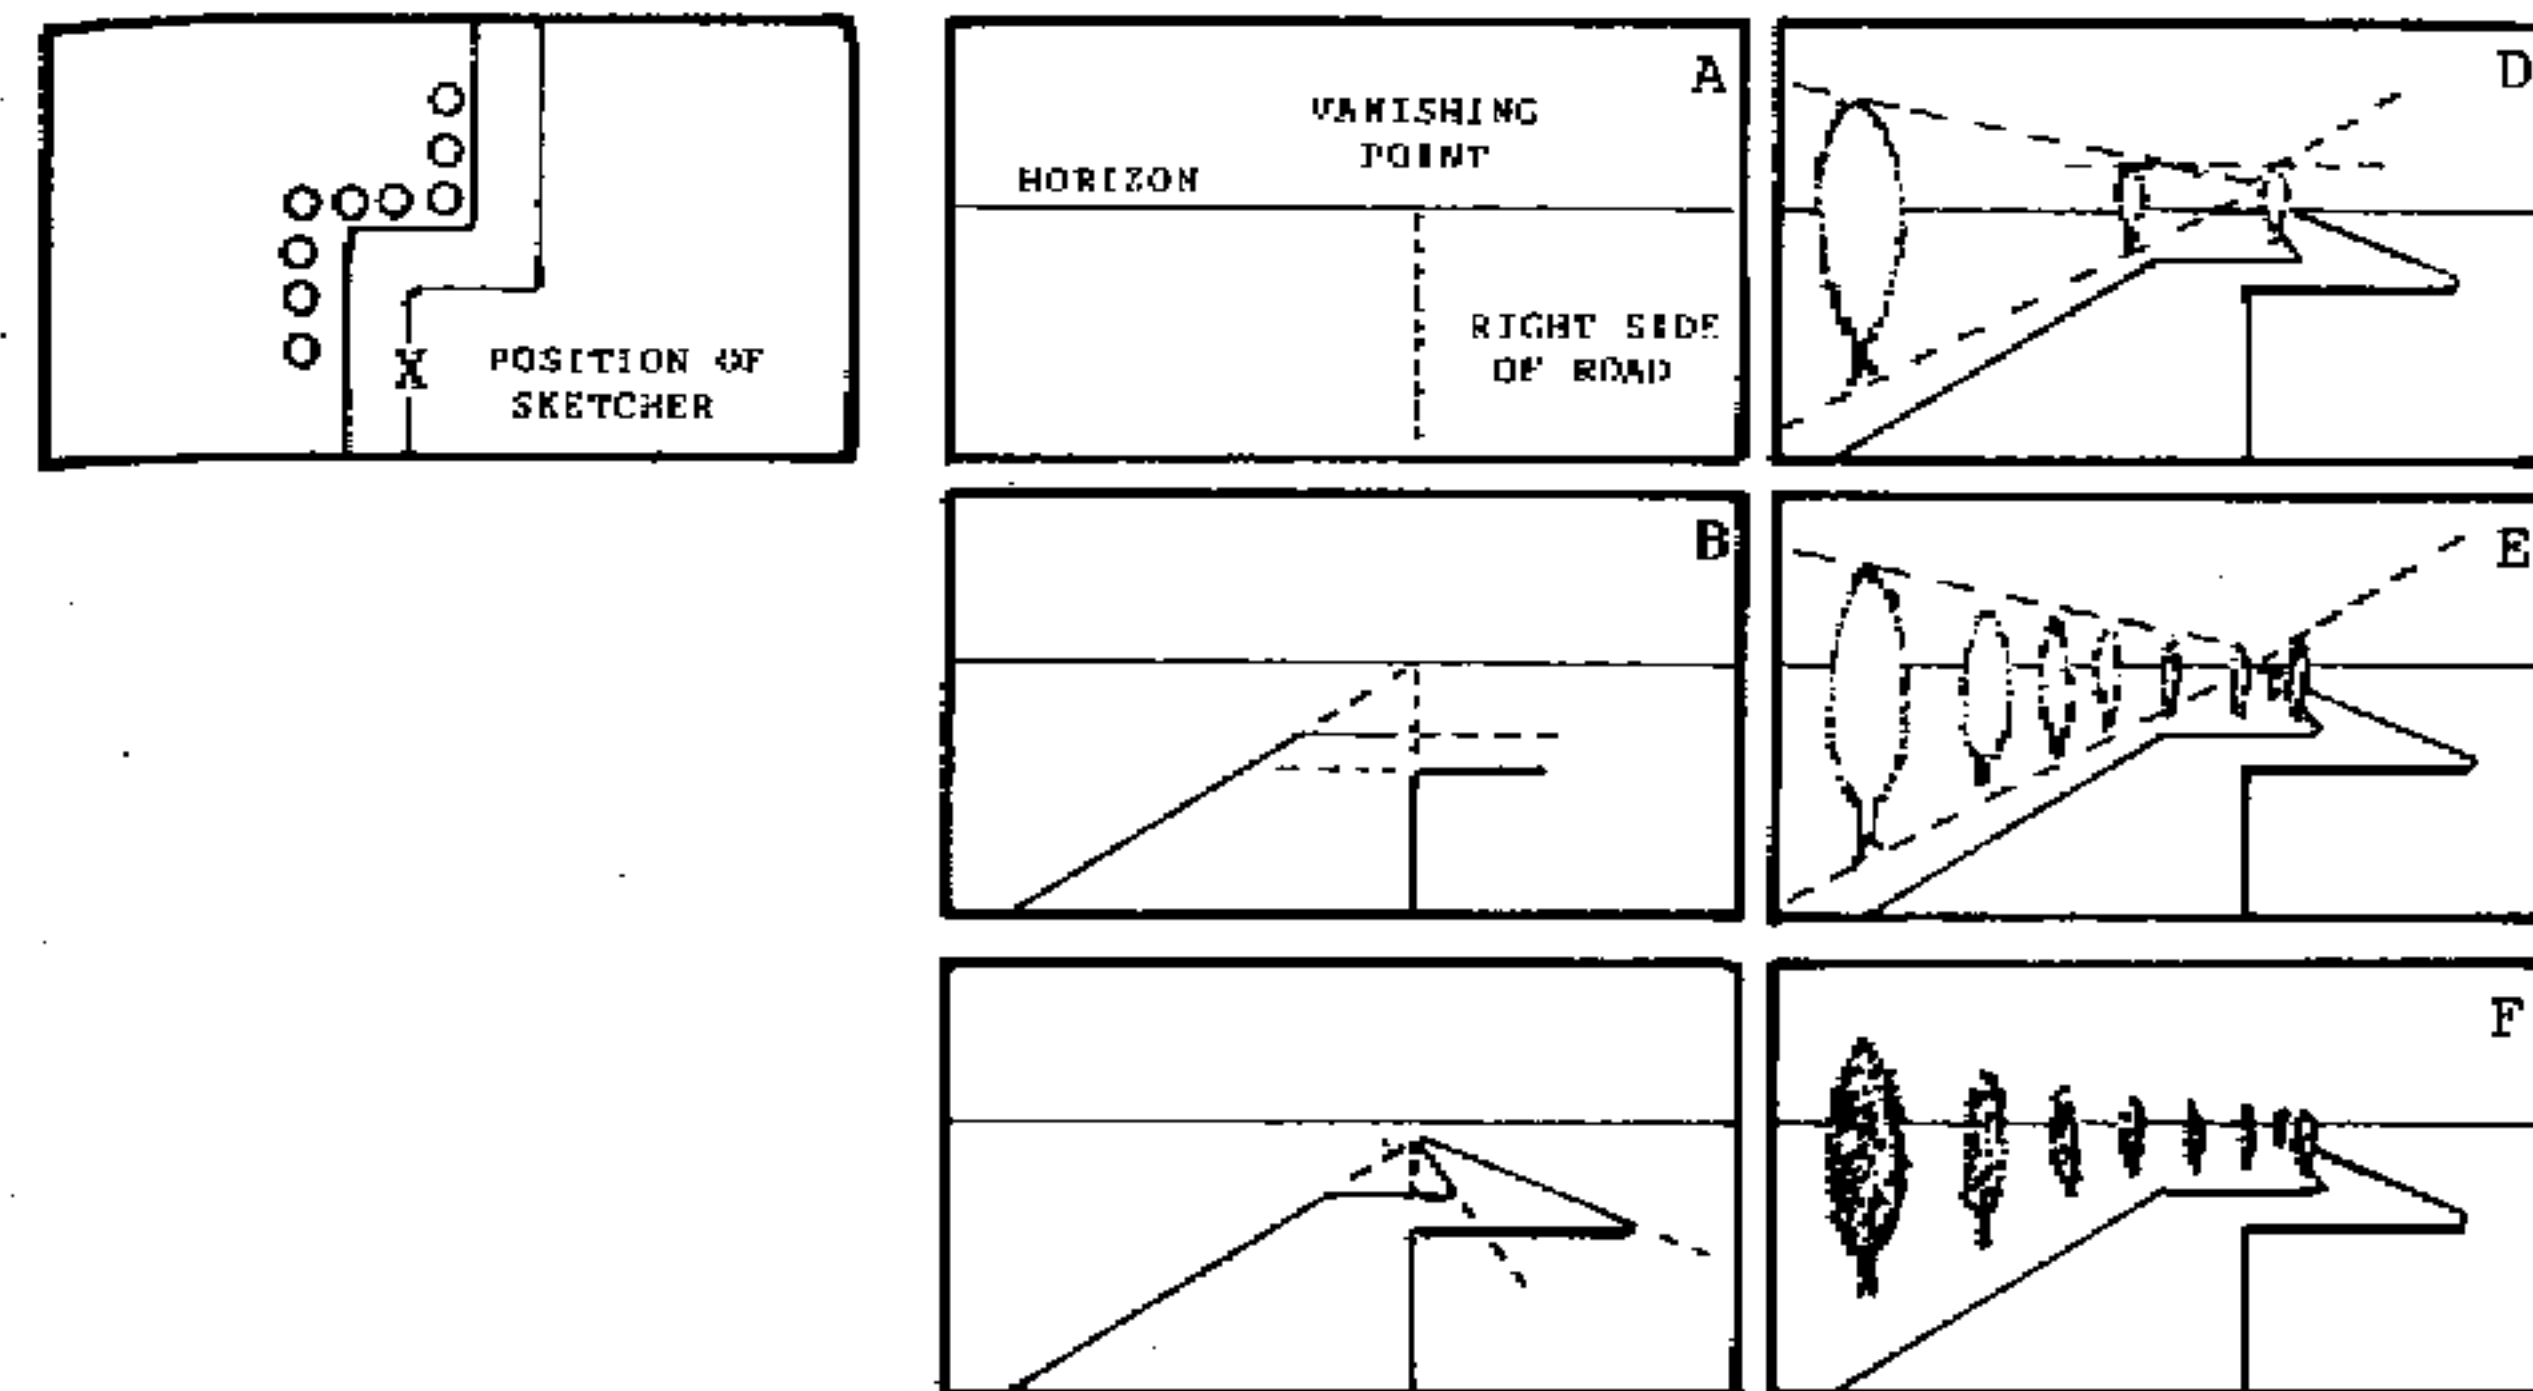 X POSITION OF
SKETCHER
A
VANISHING
POINT
HORIZON
RIGHT SIDE
OF ROAD
D
B
E
F